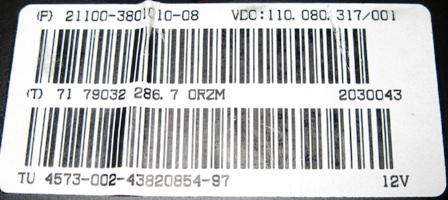 (F) 21100-3801010-08 VDC:110.080.317/001
(T) 71 79032 286.7 0RZM 2030043
TU 4573-002-43820854-97 12V